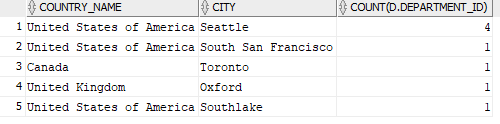 COUNTRY_NAME CITY COUNT(D.DEPARTMENT_ID)
1 United States of America Seattle 4
2 United States of America South San Francisco 1
3 Canada Toronto 1
4 United Kingdom Oxford 1
5 United States of America Southlake 1